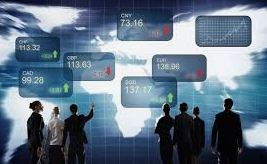 CNY
73.16
CHF
113.32
GBP
113.63
EUR
136.96
CAD
99.28
SGD
137.17